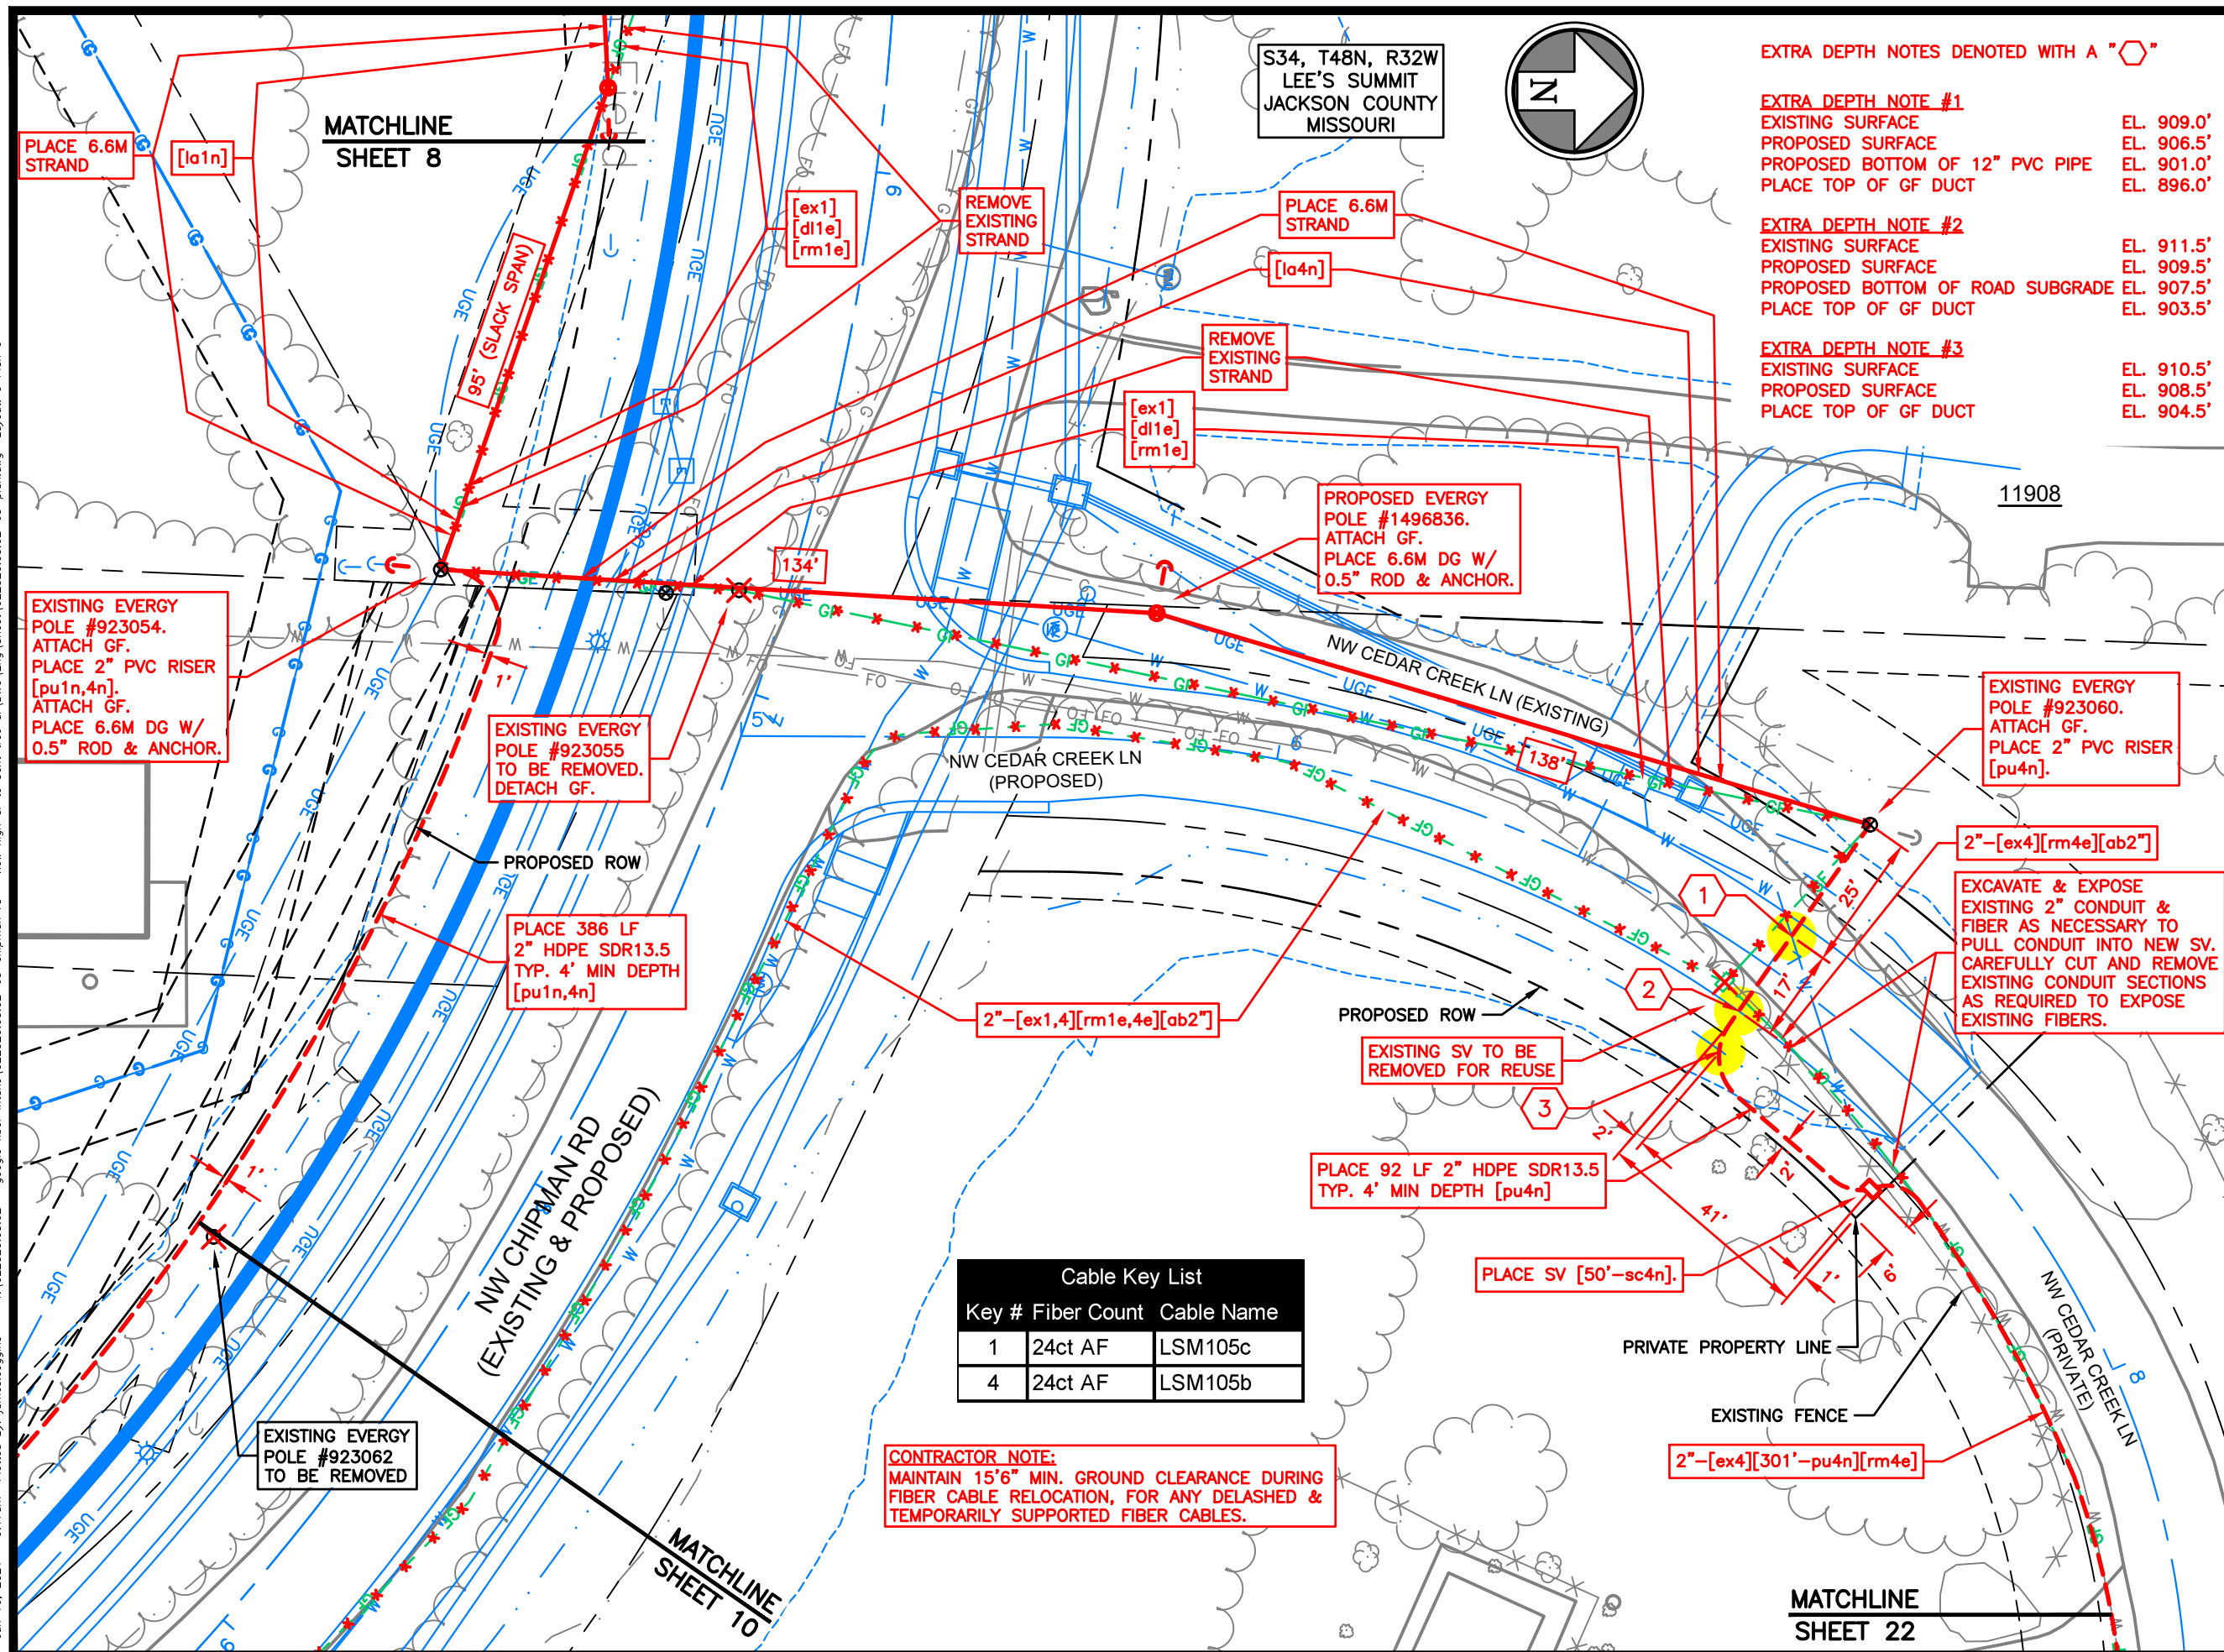 S34, T48N, R32W
LEE'S SUMMIT
JACKSON COUNTY
MISSOURI
N
EXTRA DEPTH NOTES DENOTED WITH A "⬡"
EXTRA DEPTH NOTE #1
EXISTING SURFACE EL. 909.0'
PROPOSED SURFACE EL. 906.5'
PROPOSED BOTTOM OF 12" PVC PIPE EL. 901.0'
PLACE TOP OF GF DUCT EL. 896.0'
EXTRA DEPTH NOTE #2
EXISTING SURFACE EL. 911.5'
PROPOSED SURFACE EL. 909.5'
PROPOSED BOTTOM OF ROAD SUBGRADE EL. 907.5'
PLACE TOP OF GF DUCT EL. 903.5'
EXTRA DEPTH NOTE #3
EXISTING SURFACE EL. 910.5'
PROPOSED SURFACE EL. 908.5'
PLACE TOP OF GF DUCT EL. 904.5'
MATCHLINE
SHEET 8
PLACE 6.6M
STRAND
[la1n]
[ex1]
[dl1e]
[rm1e]
REMOVE
EXISTING
STRAND
PLACE 6.6M
STRAND
[la4n]
REMOVE
EXISTING
STRAND
[ex1]
[dl1e]
[rm1e]
95' (SLACK SPAN)
134'
PROPOSED EVERGY
POLE #1496836.
ATTACH GF.
PLACE 6.6M DG W/
0.5" ROD & ANCHOR.
11908
EXISTING EVERGY
POLE #923054.
ATTACH GF.
PLACE 2" PVC RISER
[pu1n,4n].
ATTACH GF.
PLACE 6.6M DG W/
0.5" ROD & ANCHOR.
1'
EXISTING EVERGY
POLE #923055
TO BE REMOVED.
DETACH GF.
NW CEDAR CREEK LN (EXISTING)
NW CEDAR CREEK LN
(PROPOSED)
138'
EXISTING EVERGY
POLE #923060.
ATTACH GF.
PLACE 2" PVC RISER
[pu4n].
PROPOSED ROW
2"-[ex4][rm4e][ab2"]
EXCAVATE & EXPOSE
EXISTING 2" CONDUIT &
FIBER AS NECESSARY TO
PULL CONDUIT INTO NEW SV.
CAREFULLY CUT AND REMOVE
EXISTING CONDUIT SECTIONS
AS REQUIRED TO EXPOSE
EXISTING FIBERS.
1
25'
17'
2
PLACE 386 LF
2" HDPE SDR13.5
TYP. 4' MIN DEPTH
[pu1n,4n]
2"-[ex1,4][rm1e,4e][ab2"]
PROPOSED ROW
EXISTING SV TO BE
REMOVED FOR REUSE
3
2'
PLACE 92 LF 2" HDPE SDR13.5
TYP. 4' MIN DEPTH [pu4n]
2'
41'
1'
6'
PLACE SV [50'-sc4n].
1'
NW CHIPMAN RD
(EXISTING & PROPOSED)
Cable Key List
Key # Fiber Count Cable Name
1 24ct AF LSM105c
4 24ct AF LSM105b
PRIVATE PROPERTY LINE
EXISTING FENCE
NW CEDAR CREEK LN
(PRIVATE)
2"-[ex4][301'-pu4n][rm4e]
EXISTING EVERGY
POLE #923062
TO BE REMOVED
CONTRACTOR NOTE:
MAINTAIN 15'6" MIN. GROUND CLEARANCE DURING
FIBER CABLE RELOCATION, FOR ANY DELASHED &
TEMPORARILY SUPPORTED FIBER CABLES.
MATCHLINE
SHEET 10
MATCHLINE
SHEET 22